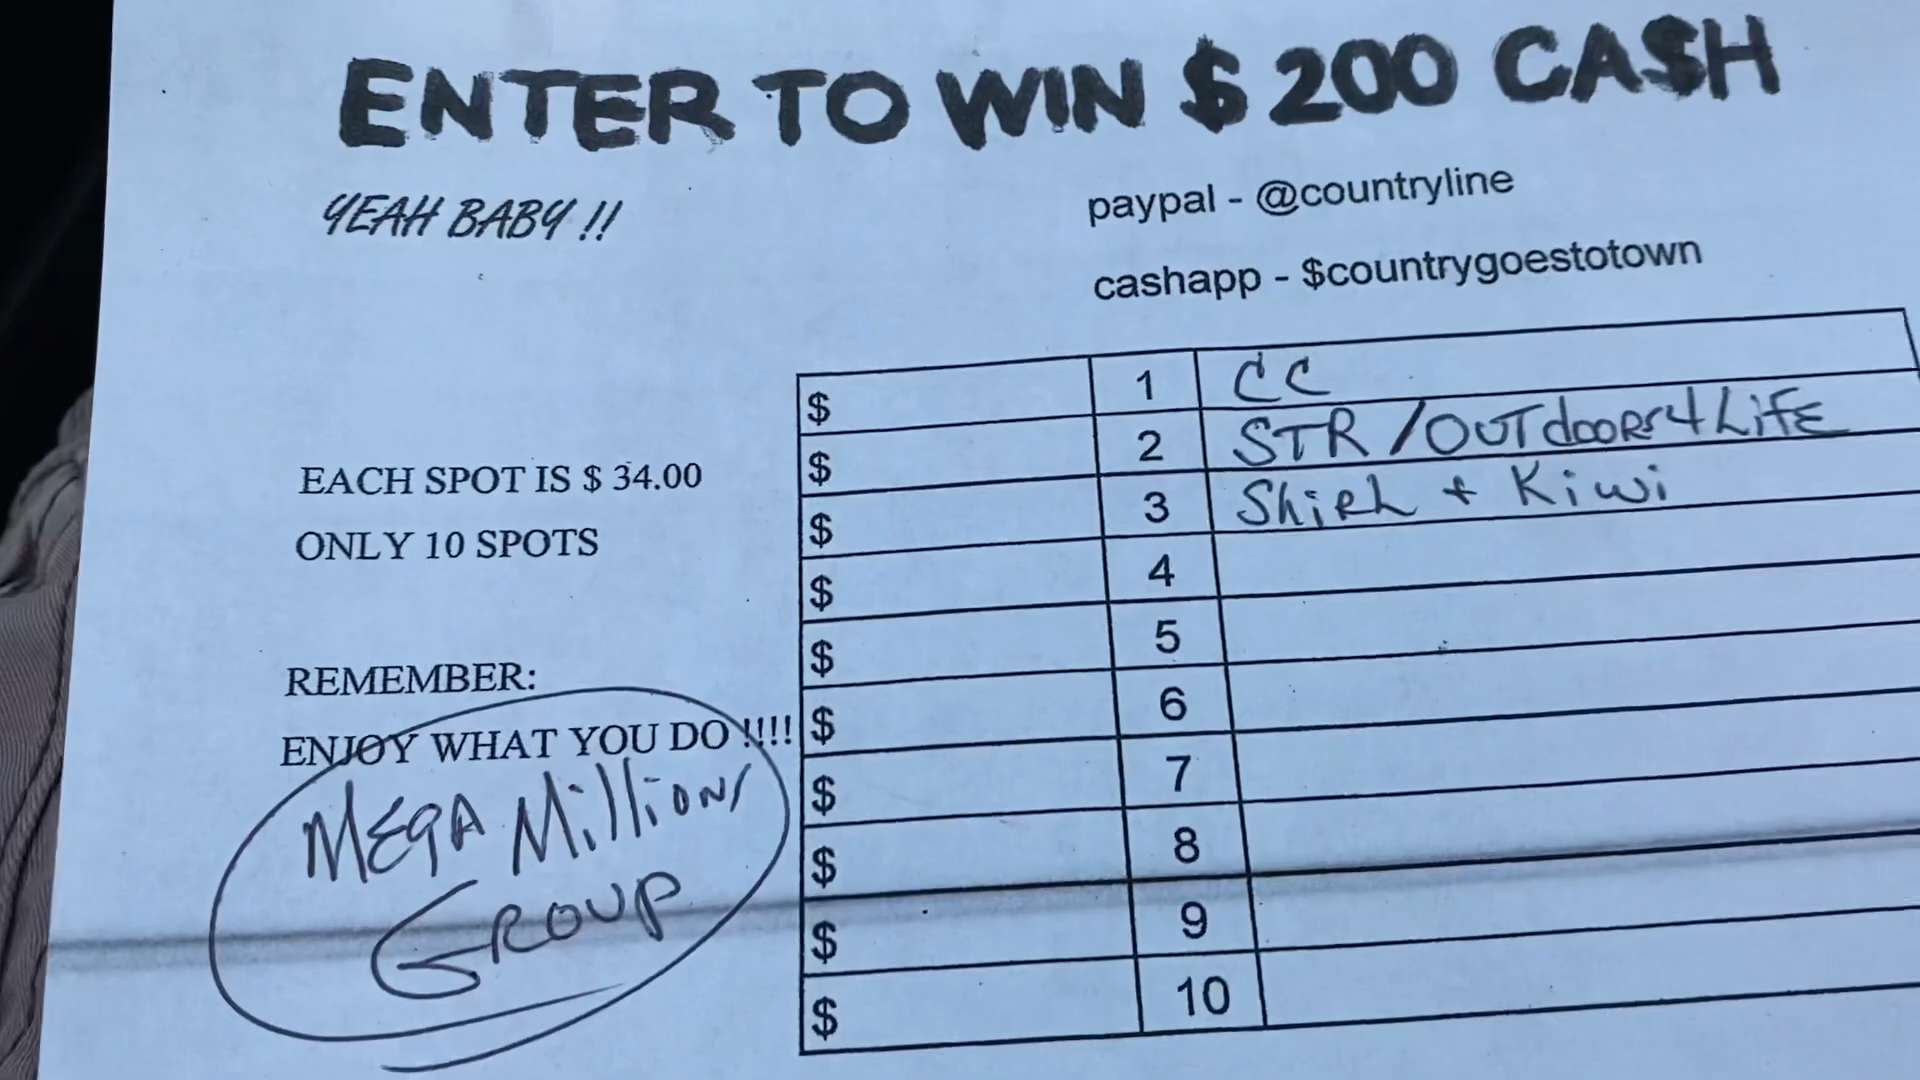 ENTER TO WIN $ 200 CASH
YEAH BABY !!
paypal - @countryline
cashapp - $countrygoestotown
EACH SPOT IS $ 34.00
ONLY 10 SPOTS
REMEMBER:
ENJOY WHAT YOU DO !!!!
MEGA Millions
GROUP
$ 1 CC
$ 2 STR / OUTdOORS4LiFE
$ 3 ShiRL + Kiwi
$ 4
$ 5
$ 6
$ 7
$ 8
$ 9
$ 10